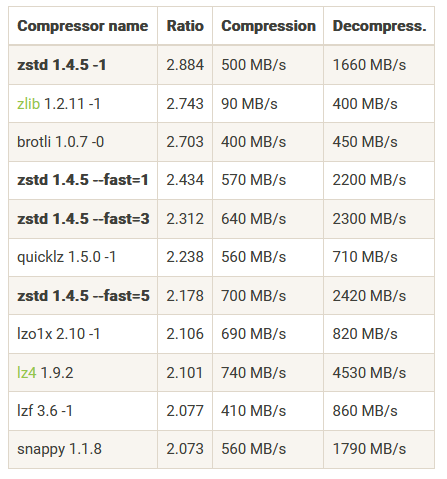 Compressor name Ratio Compression Decompress.
zstd 1.4.5 -1 2.884 500 MB/s 1660 MB/s
zlib 1.2.11 -1 2.743 90 MB/s 400 MB/s
brotli 1.0.7 -0 2.703 400 MB/s 450 MB/s
zstd 1.4.5 --fast=1 2.434 570 MB/s 2200 MB/s
zstd 1.4.5 --fast=3 2.312 640 MB/s 2300 MB/s
quicklz 1.5.0 -1 2.238 560 MB/s 710 MB/s
zstd 1.4.5 --fast=5 2.178 700 MB/s 2420 MB/s
lzo1x 2.10 -1 2.106 690 MB/s 820 MB/s
lz4 1.9.2 2.101 740 MB/s 4530 MB/s
lzf 3.6 -1 2.077 410 MB/s 860 MB/s
snappy 1.1.8 2.073 560 MB/s 1790 MB/s